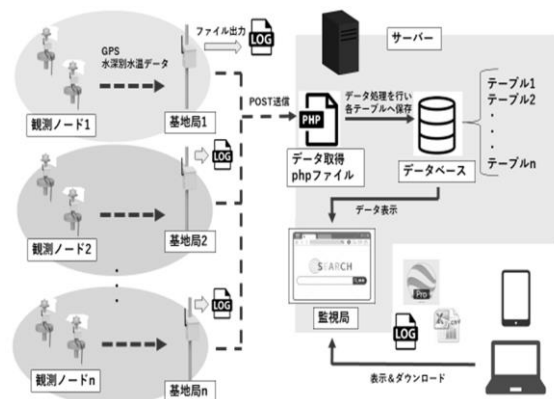 GPS
水深別水温データ
ファイル出力
LOG
観測ノード1
基地局1
POST送信
サーバー
PHP
データ取得
phpファイル
データ処理を行い
各テーブルへ保存
データベース
テーブル1
テーブル2
・
・
・
テーブルn
LOG
観測ノード2
基地局2
データ表示
SEARCH
監視局
Pro
LOG
・
・
・
LOG
観測ノードn
基地局n
表示&ダウンロード